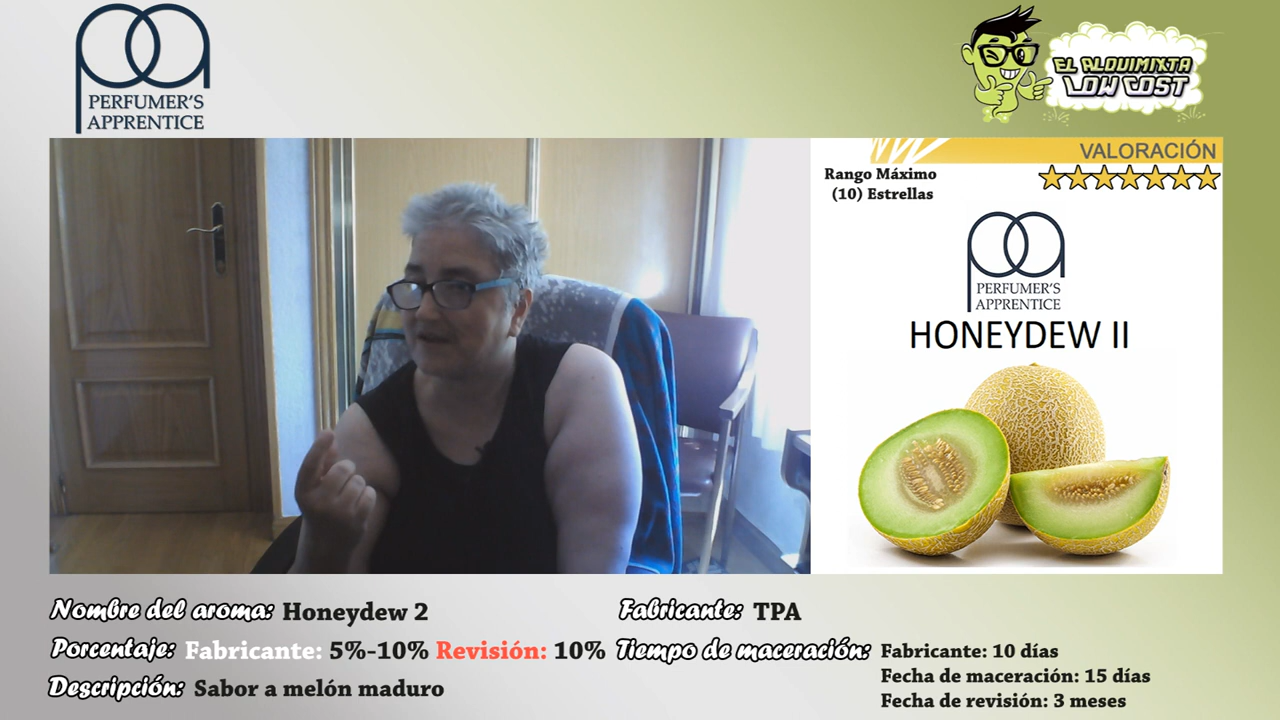 PERFUMER'S
APPRENTICE
EL ALQUIMIXTA
LOW COST
VALORACIÓN
Rango Máximo
(10) Estrellas
PERFUMER'S
APPRENTICE
HONEYDEW II
Nombre del aroma: Honeydew 2
Fabricante: TPA
Porcentaje: Fabricante: 5%-10% Revisión: 10%
Tiempo de maceración: Fabricante: 10 días
Fecha de maceración: 15 días
Fecha de revisión: 3 meses
Descripción: Sabor a melón maduro